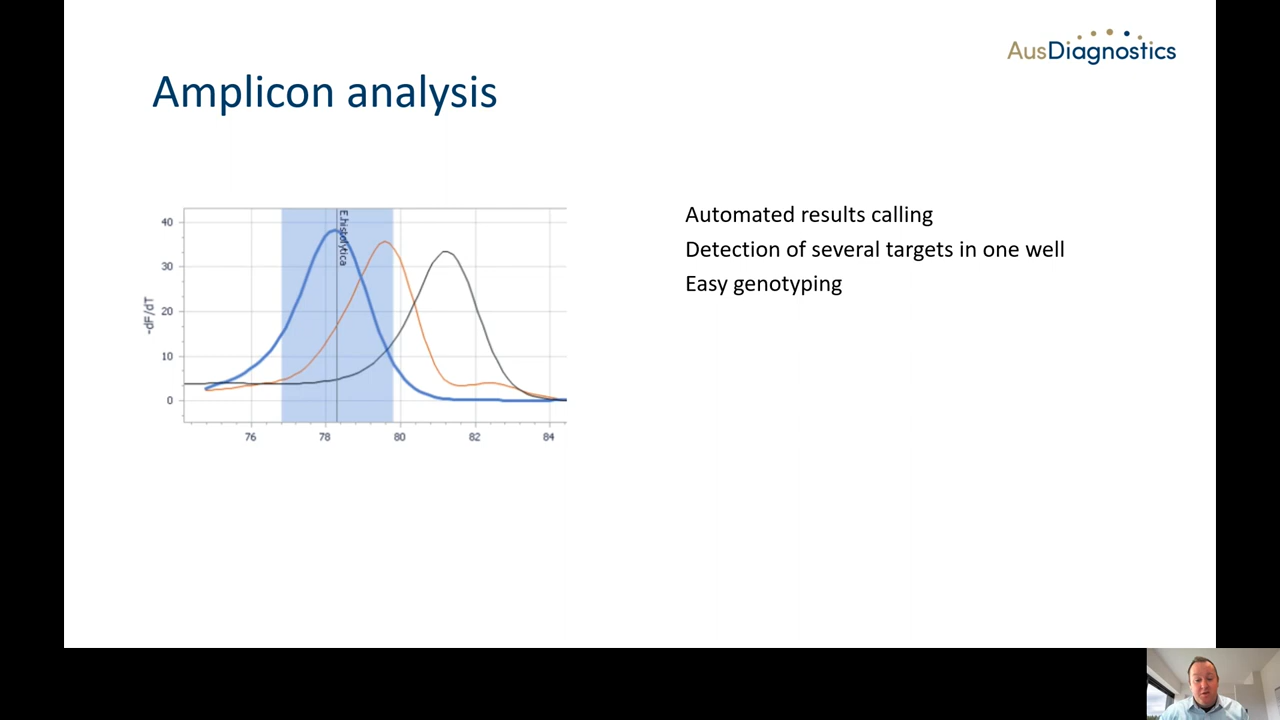 AusDiagnostics
Amplicon analysis
40
30
20
10
0
-dF/dT
E.histolytica
76
78
80
82
84
Automated results calling
Detection of several targets in one well
Easy genotyping